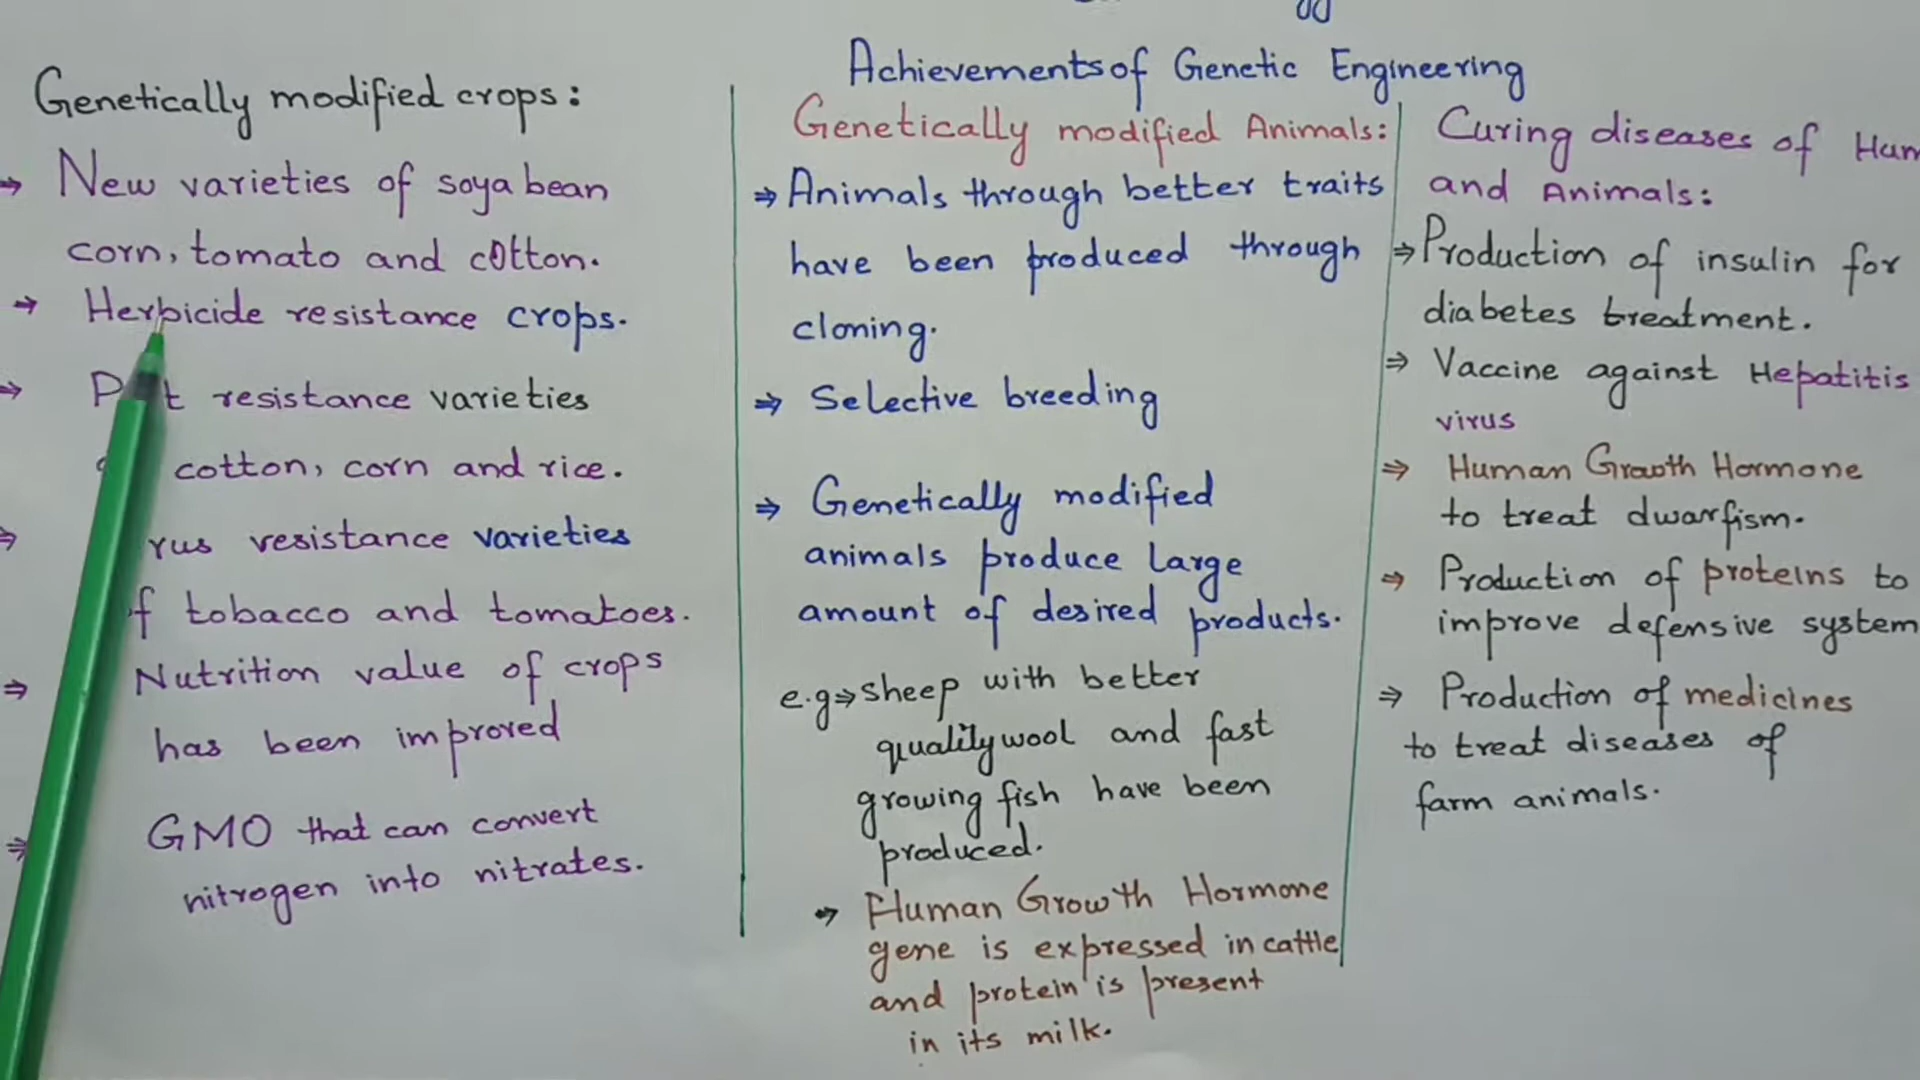 Achievements of Genetic Engineering
Genetically modified crops:
⇒ New varieties of soya bean
corn, tomato and cotton.
→ Herbicide resistance crops.
⇒ resistance varieties
cotton, corn and rice.
⇒ resistance varieties
tobacco and tomatoes.
⇒ Nutrition value of crops
has been improved
⇒ GMO that can convert
nitrogen into nitrates.
Genetically modified Animals:
⇒ Animals through better traits
have been produced through
cloning.
⇒ Selective breeding
⇒ Genetically modified
animals produce large
amount of desired products.
e.g⇒ sheep with better
quality wool and fast
growing fish have been
produced.
→ Human Growth Hormone
gene is expressed in cattle
and protein is present
in its milk.
Curing diseases of
and Animals:
⇒ Production of insulin for
diabetes treatment.
⇒ Vaccine against Hepatitis
virus
⇒ Human Growth Hormone
to treat dwarfism.
⇒ Production of proteins to
improve defensive system
⇒ Production of medicines
to treat diseases of
farm animals.